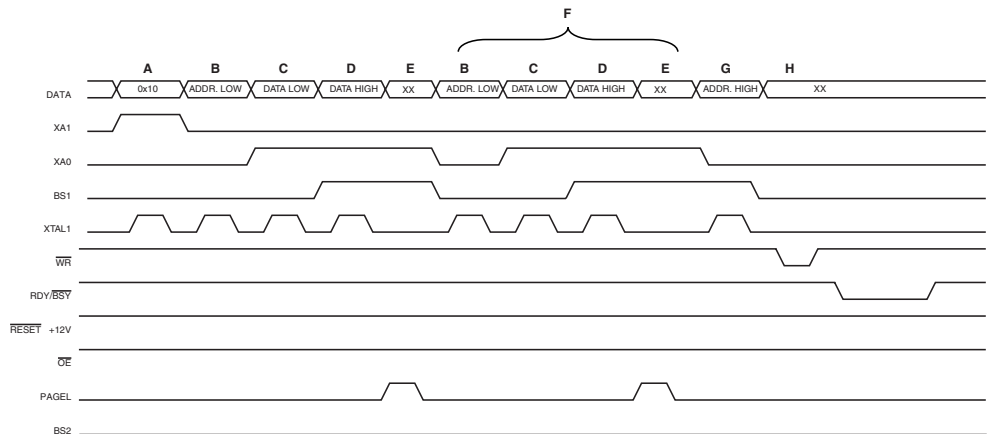 F
A B C D E B C D E G H
DATA 0x10 ADDR. LOW DATA LOW DATA HIGH XX ADDR. LOW DATA LOW DATA HIGH XX ADDR. HIGH XX
XA1
XA0
BS1
XTAL1
WR
RDY/BSY
RESET +12V
OE
PAGEL
BS2